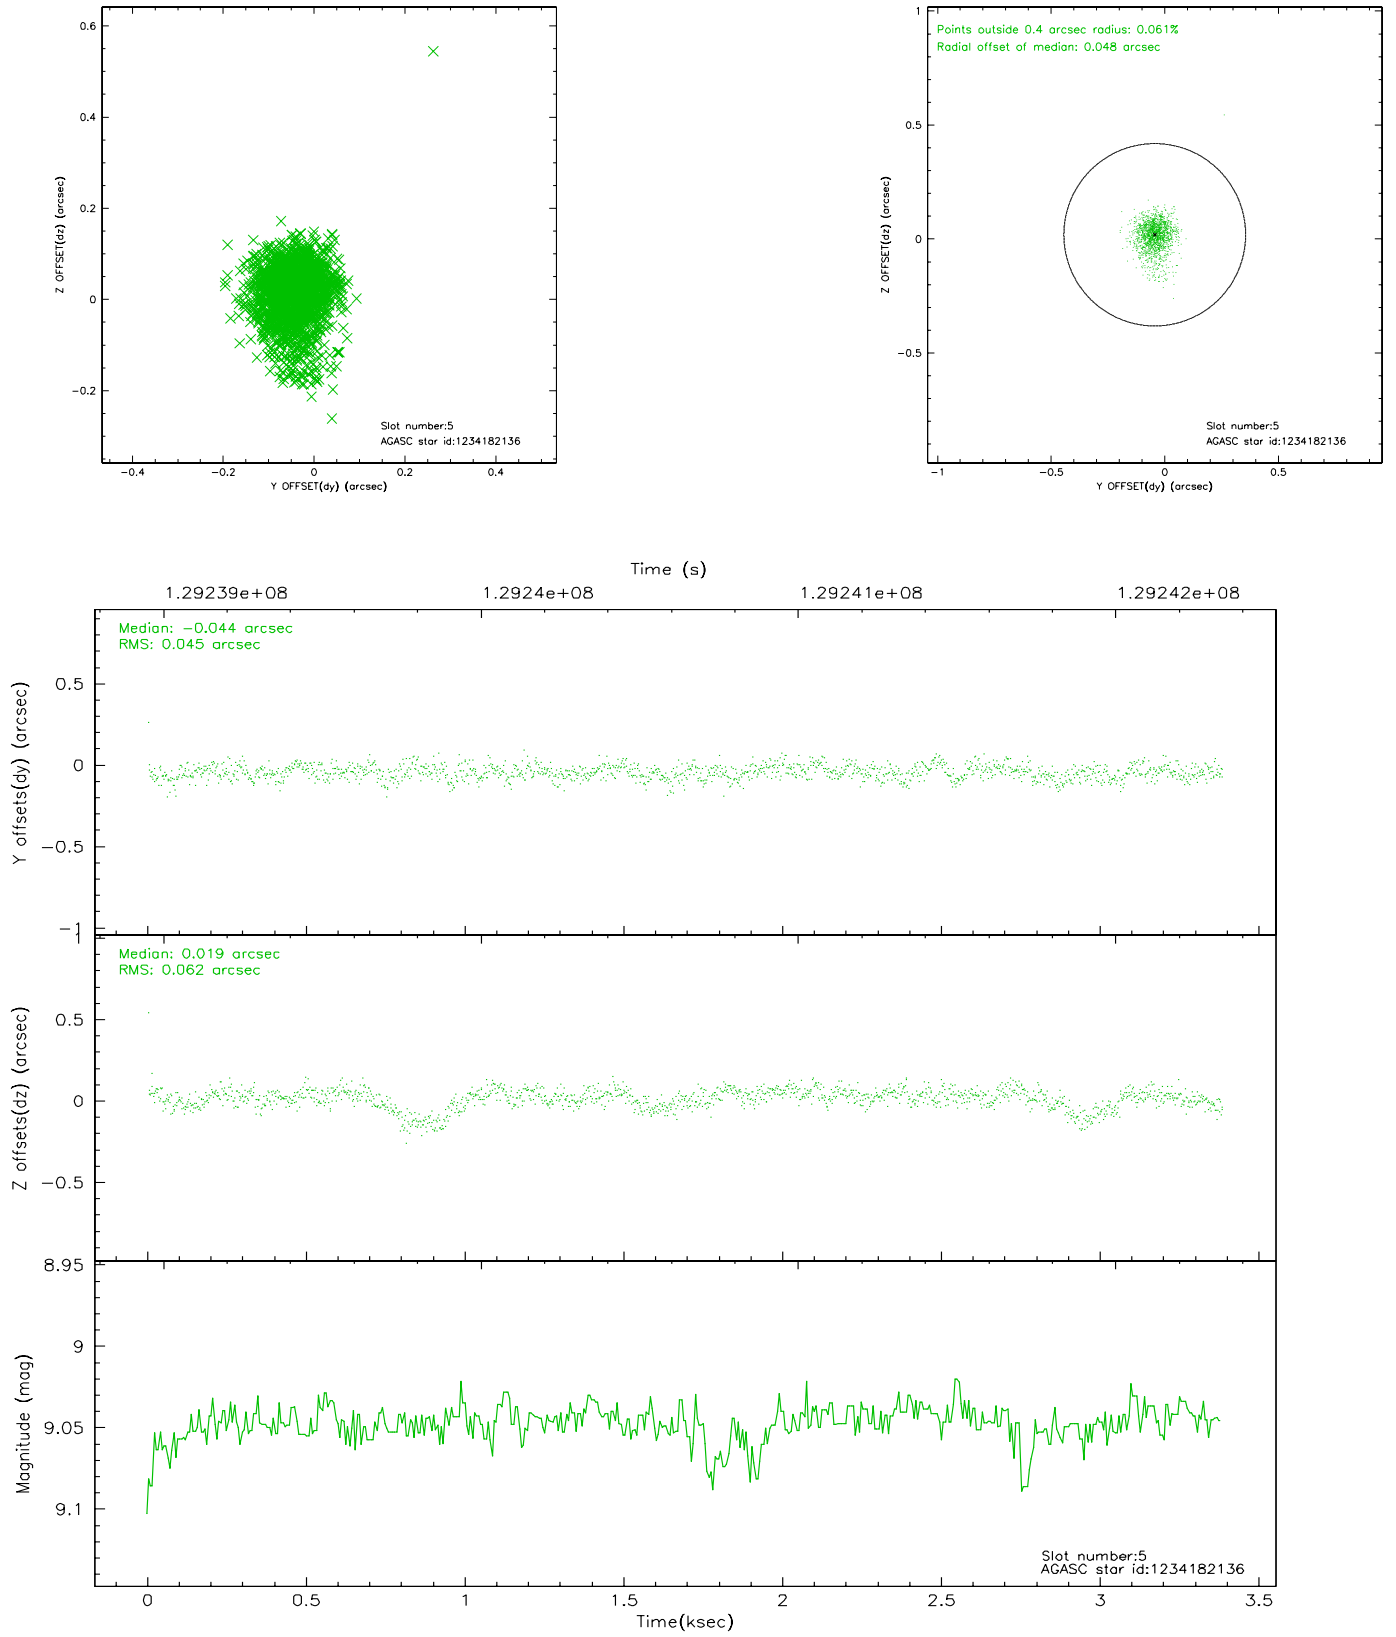 0.6
0.4
0.2
0
−0.2
Z OFFSET(dz) (arcsec)
Slot number:5
AGASC star id:1234182136
−0.4 −0.2 0 0.2 0.4
Y OFFSET(dy) (arcsec)
Points outside 0.4 arcsec radius: 0.061%
Radial offset of median: 0.048 arcsec
1
0.5
0
−0.5
Z OFFSET(dz) (arcsec)
Slot number:5
AGASC star id:1234182136
−1 −0.5 0 0.5
Y OFFSET(dy) (arcsec)
Time (s)
1.29239e+08 1.2924e+08 1.29241e+08 1.29242e+08
Median: −0.044 arcsec
RMS: 0.045 arcsec
0.5
0
−0.5
−1
Y offsets(dy) (arcsec)
Median: 0.019 arcsec
RMS: 0.062 arcsec
1
0.5
0
−0.5
Z offsets(dz) (arcsec)
8.95
9
9.05
9.1
Magnitude (mag)
Slot number:5
AGASC star id:1234182136
0 0.5 1 1.5 2 2.5 3 3.5
Time(ksec)